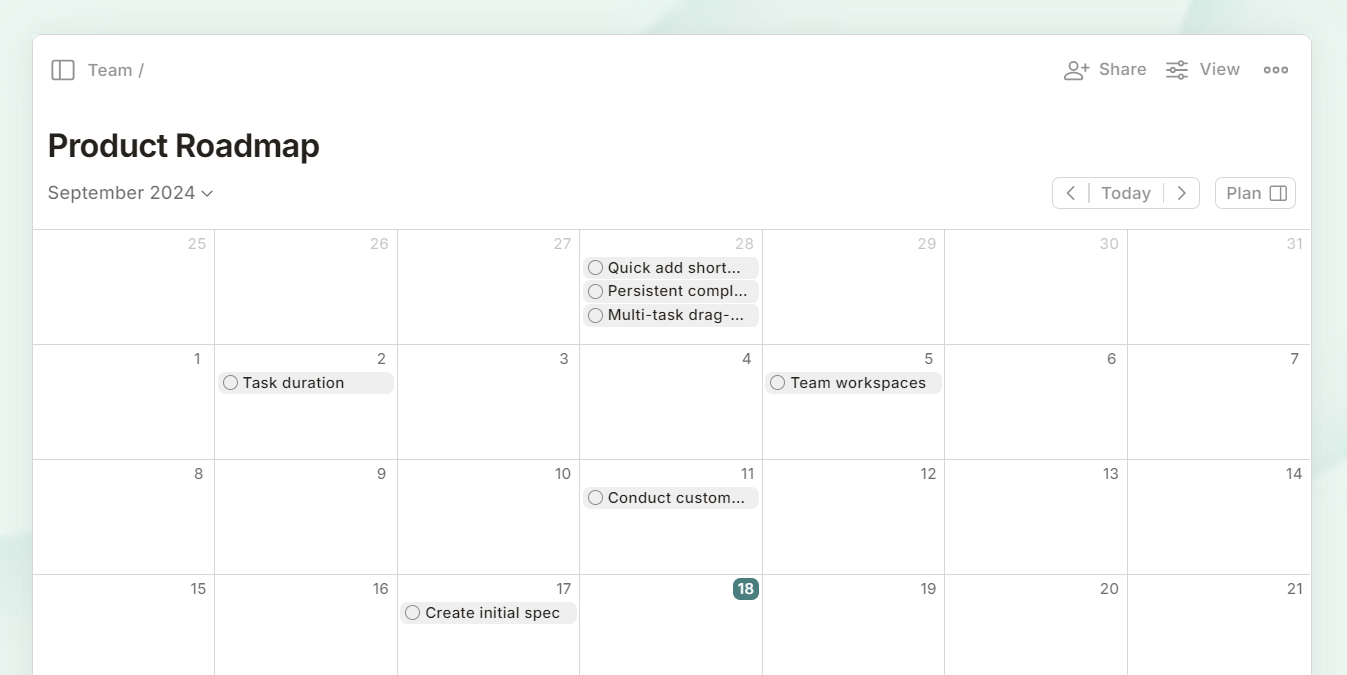 Team /
Share
View
Product Roadmap
September 2024
Today
Plan
25 26 27 28 29 30 31
Quick add short...
Persistent compl...
Multi-task drag-...
1 2 3 4 5 6 7
Task duration
Team workspaces
8 9 10 11 12 13 14
Conduct custom...
15 16 17 18 19 20 21
Create initial spec